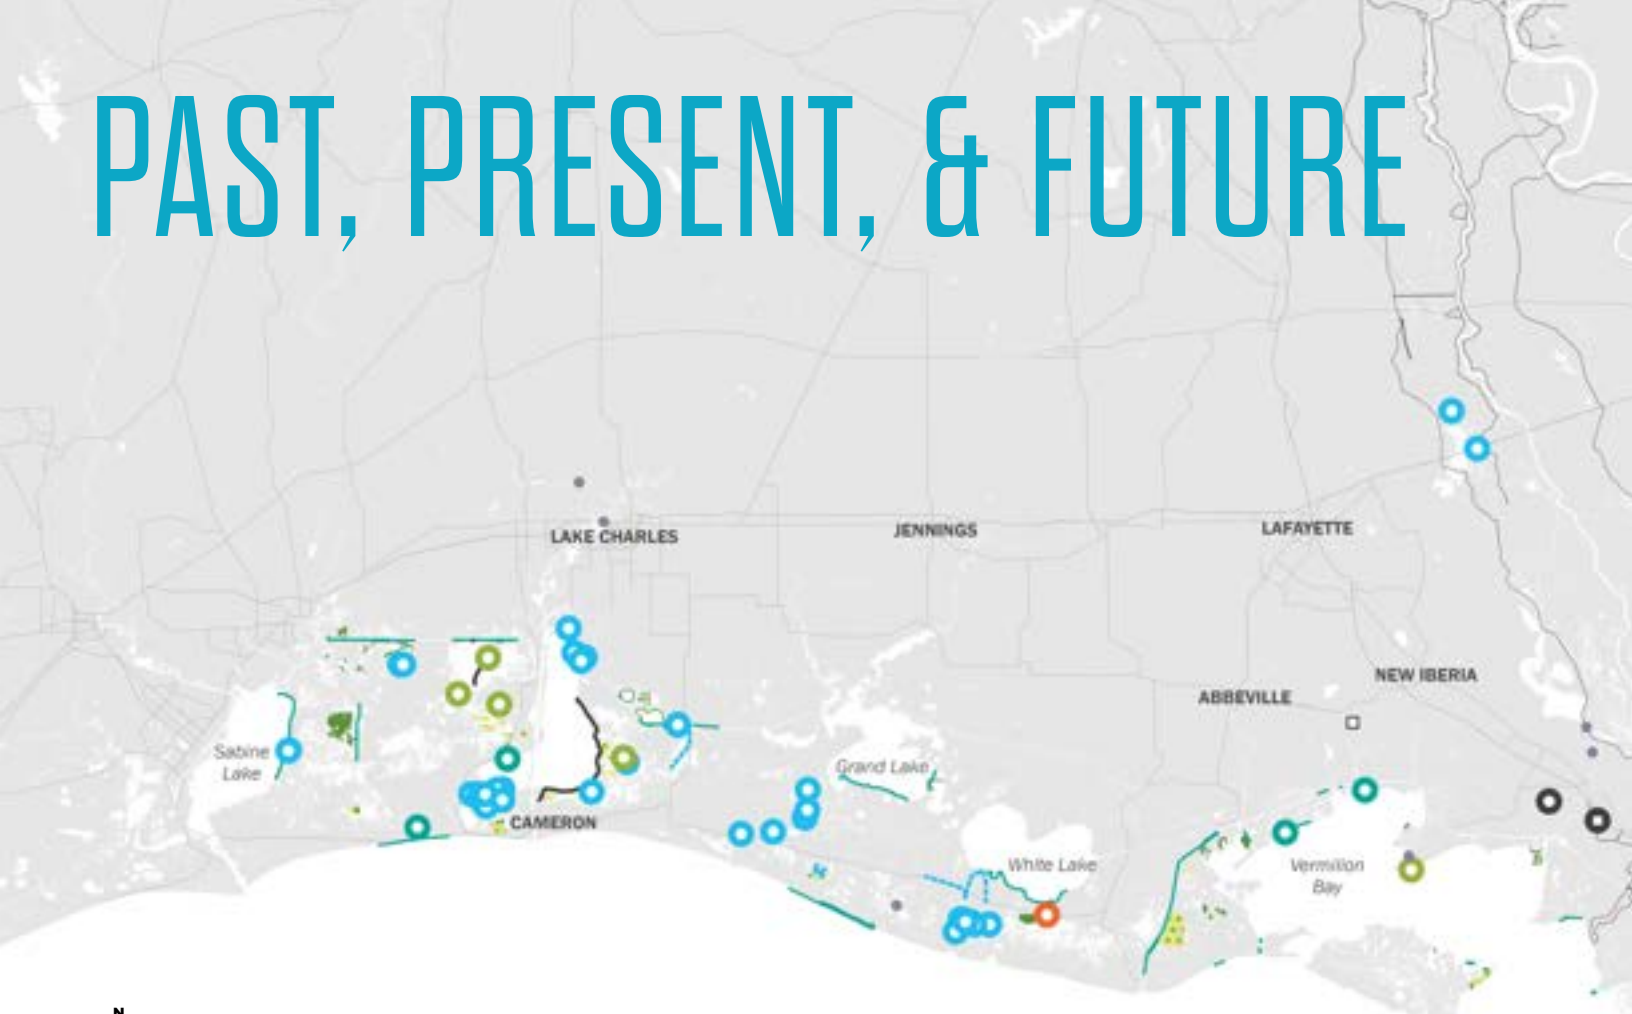 PAST, PRESENT, & FUTURE
LAKE CHARLES
JENNINGS
LAFAYETTE
NEW IBERIA
ABBEVILLE
Sabine
Lake
Grand Lake
CAMERON
White Lake
Vermilion
Bay
N